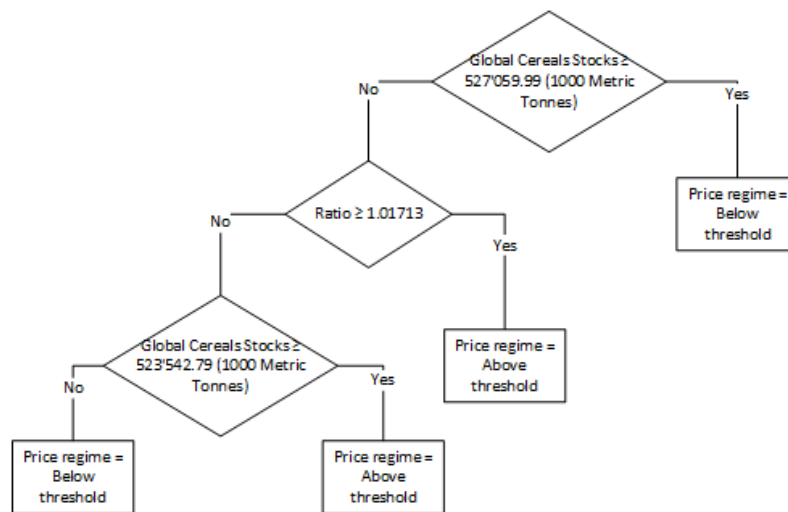 Global Cereals Stocks ≥
527'059.99 (1000 Metric
Tonnes)
No
Yes
Price regime =
Below
threshold
Ratio ≥ 1.01713
No
Yes
Price regime =
Above
threshold
Global Cereals Stocks ≥
523'542.79 (1000 Metric
Tonnes)
No
Yes
Price regime =
Below
threshold
Price regime =
Above
threshold